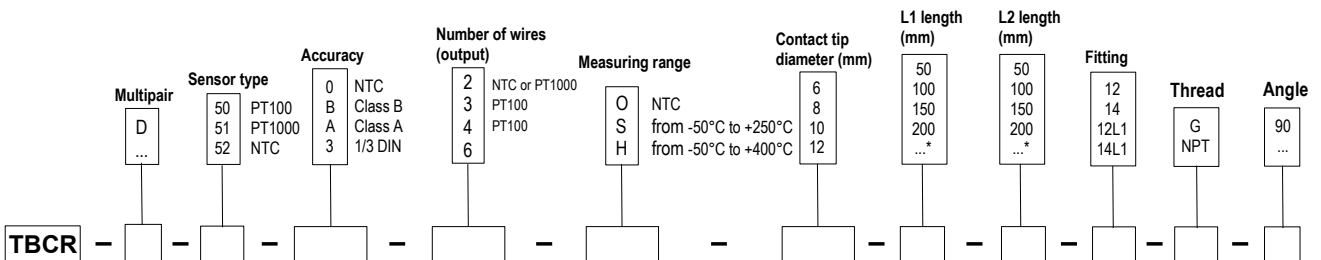 Multipair
D
...
Sensor type
50 PT100
51 PT1000
52 NTC
Accuracy
0 NTC
B Class B
A Class A
3 1/3 DIN
Number of wires
(output)
2 NTC or PT1000
3 PT100
4 PT100
6
Measuring range
O NTC
S from -50°C to +250°C
H from -50°C to +400°C
Contact tip
diameter (mm)
6
8
10
12
L1 length
(mm)
50
100
150
200
...*
L2 length
(mm)
50
100
150
200
...*
Fitting
12
14
12L1
14L1
Thread
G
NPT
Angle
90
...
TBCR – – – – – – – – – –